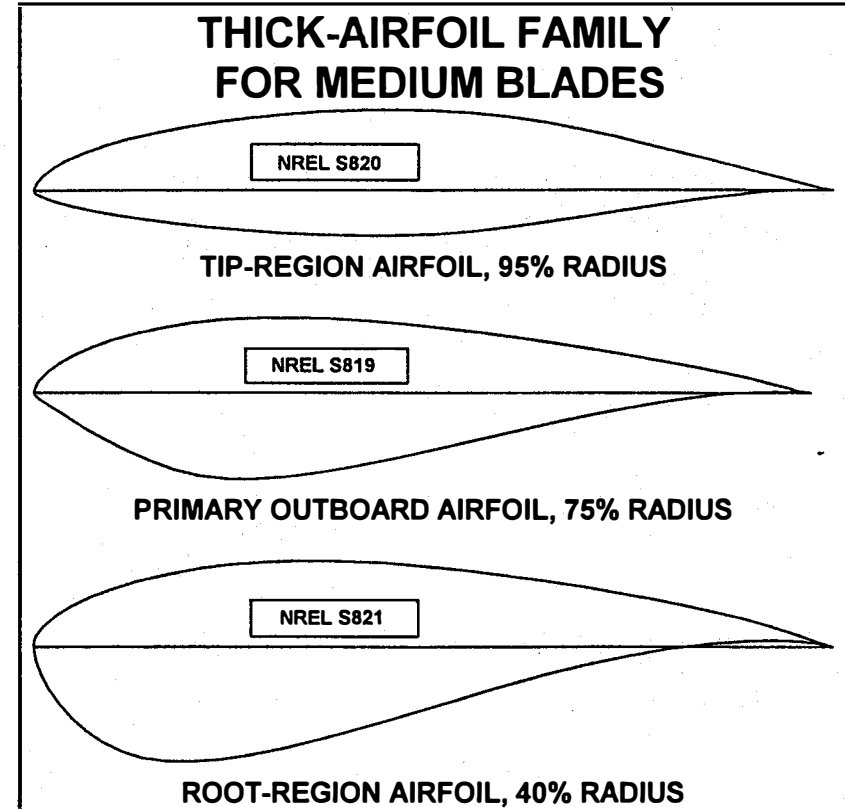 THICK-AIRFOIL FAMILY
FOR MEDIUM BLADES
NREL S820
TIP-REGION AIRFOIL, 95% RADIUS
NREL S819
PRIMARY OUTBOARD AIRFOIL, 75% RADIUS
NREL S821
ROOT-REGION AIRFOIL, 40% RADIUS